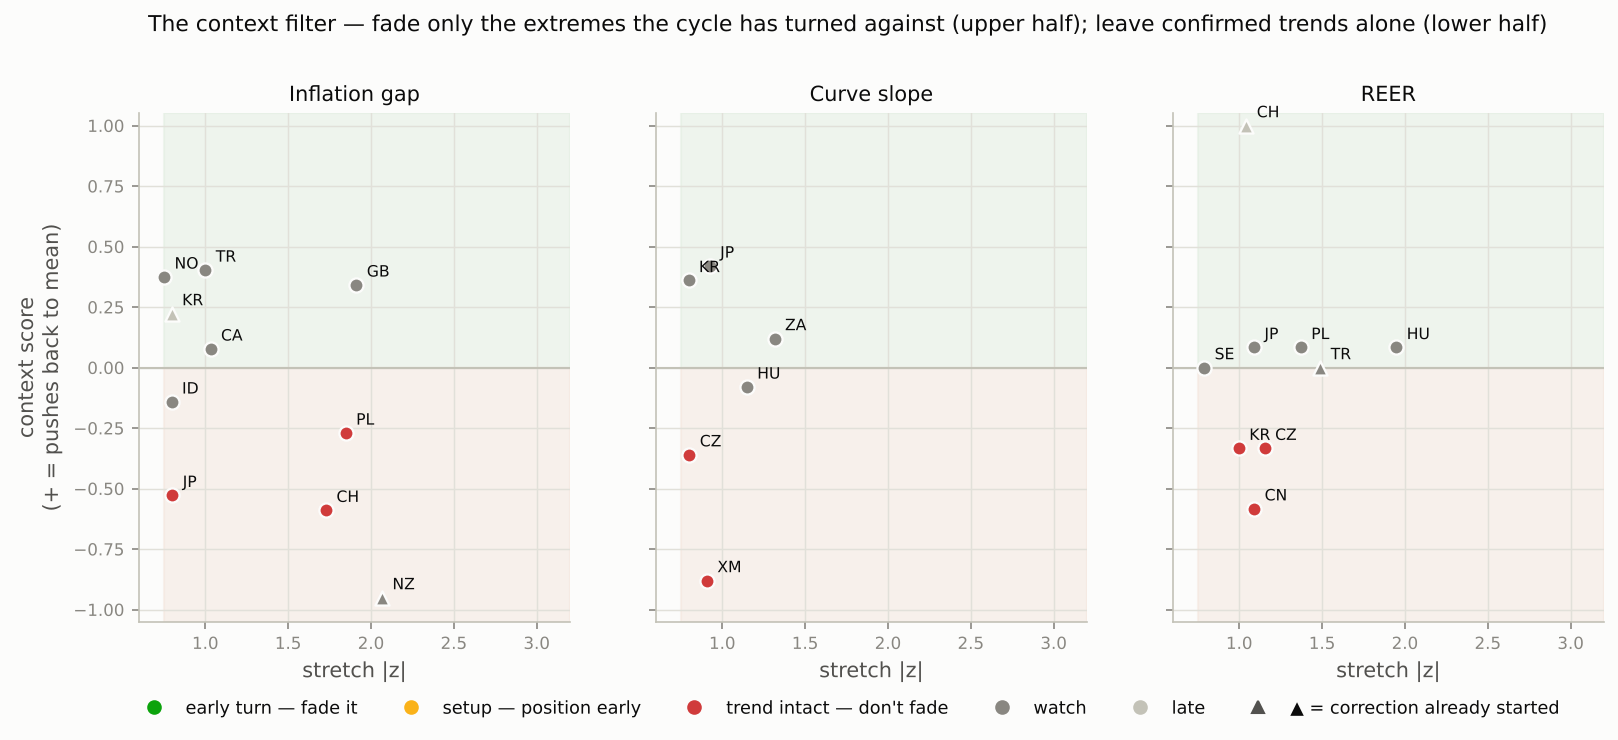 The context filter — fade only the extremes the cycle has turned against (upper half); leave confirmed trends alone (lower half)
Inflation gap
Curve slope
REER
context score
(+ = pushes back to mean)
1.00
0.75
0.50
0.25
0.00
−0.25
−0.50
−0.75
−1.00
NO
TR
GB
KR
CA
ID
PL
JP
CH
NZ
1.0
1.5
2.0
2.5
3.0
stretch |z|
JP
KR
ZA
HU
CZ
XM
1.0
1.5
2.0
2.5
3.0
stretch |z|
CH
JP
PL
HU
SE
TR
KR
CZ
CN
1.0
1.5
2.0
2.5
3.0
stretch |z|
early turn — fade it
setup — position early
trend intact — don't fade
watch
late
▲ = correction already started